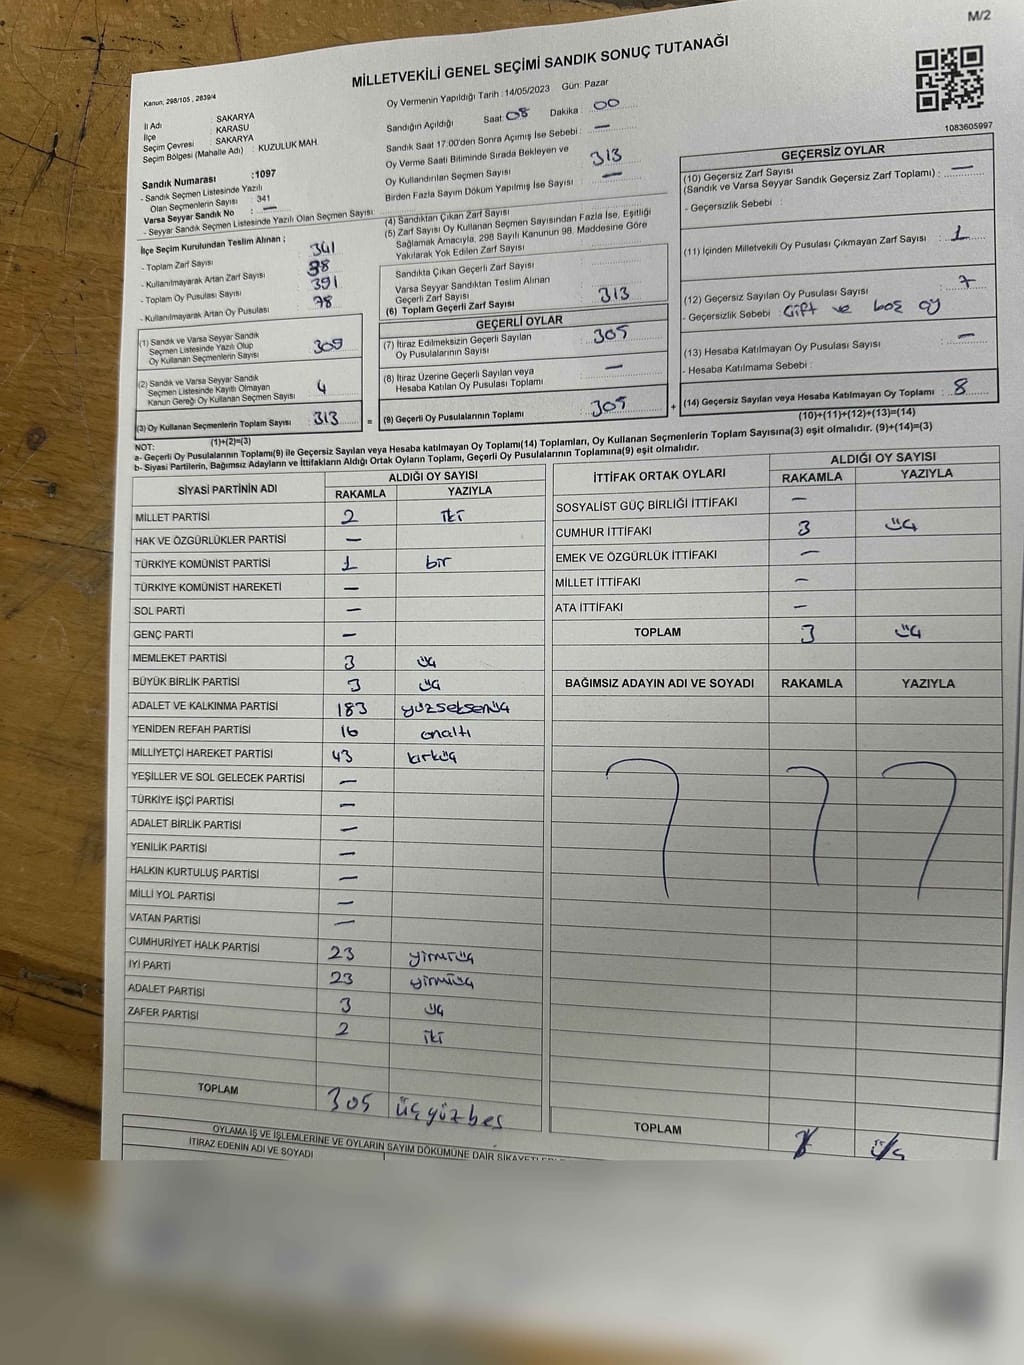 M/2
MİLLETVEKİLİ GENEL SEÇİMİ SANDIK SONUÇ TUTANAĞI
Kanun; 298/105 , 2839/4
İl Adı : SAKARYA
İlçe : KARASU
Seçim Çevresi : SAKARYA
Seçim Bölgesi (Mahalle Adı) : KUZULUK MAH.
Sandık Numarası :1097
- Sandık Seçmen Listesinde Yazılı
Olan Seçmenlerin Sayısı : 341
Varsa Seyyar Sandık No : —
- Seyyar Sandık Seçmen Listesinde Yazılı Olan Seçmen Sayısı:
Oy Vermenin Yapıldığı Tarih : 14/05/2023 Gün: Pazar
Sandığın Açıldığı Saat: 08 Dakika : 00
Sandık Saat 17.00'den Sonra Açılmış İse Sebebi : —
Oy Verme Saati Bitiminde Sırada Bekleyen ve
Oy Kullandırılan Seçmen Sayısı : 313
Birden Fazla Sayım Döküm Yapılmış İse Sayısı : —
İlçe Seçim Kurulundan Teslim Alınan ;
- Toplam Zarf Sayısı : 341
- Kullanılmayarak Artan Zarf Sayısı : 38
- Toplam Oy Pusulası Sayısı : 391
- Kullanılmayarak Artan Oy Pusulası : 78
(1) Sandık ve Varsa Seyyar Sandık
Seçmen Listesinde Yazılı Olup
Oy Kullanan Seçmenlerin Sayısı : 309
(2) Sandık ve Varsa Seyyar Sandık
Seçmen Listesinde Kayıtlı Olmayan
Kanun Gereği Oy Kullanan Seçmen Sayısı : 4
(3) Oy Kullanan Seçmenlerin Toplam Sayısı : 313
(1)+(2)=(3)
(4) Sandıktan Çıkan Zarf Sayısı
(5) Zarf Sayısı Oy Kullanan Seçmen Sayısından Fazla İse, Eşitliği
Sağlamak Amacıyla, 298 Sayılı Kanunun 98. Maddesine Göre
Yakılarak Yok Edilen Zarf Sayısı
Sandıkta Çıkan Geçerli Zarf Sayısı
Varsa Seyyar Sandıktan Teslim Alınan
Geçerli Zarf Sayısı
(6) Toplam Geçerli Zarf Sayısı : 313
=
GEÇERLİ OYLAR
(7) İtiraz Edilmeksizin Geçerli Sayılan
Oy Pusulalarının Sayısı : 305
(8) İtiraz Üzerine Geçerli Sayılan veya
Hesaba Katılan Oy Pusulası Toplamı : —
(9) Geçerli Oy Pusulalarının Toplamı : 305
+
1083605997
GEÇERSİZ OYLAR
(10) Geçersiz Zarf Sayısı
(Sandık ve Varsa Seyyar Sandık Geçersiz Zarf Toplamı) : —
- Geçersizlik Sebebi :
(11) İçinden Milletvekili Oy Pusulası Çıkmayan Zarf Sayısı : 1
(12) Geçersiz Sayılan Oy Pusulası Sayısı : 7
- Geçersizlik Sebebi : Çift ve boş oy
(13) Hesaba Katılmayan Oy Pusulası Sayısı : —
- Hesaba Katılmama Sebebi :
(14) Geçersiz Sayılan veya Hesaba Katılmayan Oy Toplamı : 8
(10)+(11)+(12)+(13)=(14)
NOT:
a- Geçerli Oy Pusulalarının Toplamı(9) ile Geçersiz Sayılan veya Hesaba katılmayan Oy Toplamı(14) Toplamları, Oy Kullanan Seçmenlerin Toplam Sayısına(3) eşit olmalıdır. (9)+(14)=(3)
b- Siyasi Partilerin, Bağımsız Adayların ve İttifakların Aldığı Ortak Oyların Toplamı, Geçerli Oy Pusulalarının Toplamına(9) eşit olmalıdır.
SİYASİ PARTİNİN ADI ALDIĞI OY SAYISI
RAKAMLA YAZIYLA
MİLLET PARTİSİ 2 iki
HAK VE ÖZGÜRLÜKLER PARTİSİ —
TÜRKİYE KOMÜNİST PARTİSİ 1 bir
TÜRKİYE KOMÜNİST HAREKETİ —
SOL PARTİ —
GENÇ PARTİ —
MEMLEKET PARTİSİ 3 üç
BÜYÜK BİRLİK PARTİSİ 3 üç
ADALET VE KALKINMA PARTİSİ 183 yüzseksenüç
YENİDEN REFAH PARTİSİ 16 onaltı
MİLLİYETÇİ HAREKET PARTİSİ 43 kırküç
YEŞİLLER VE SOL GELECEK PARTİSİ —
TÜRKİYE İŞÇİ PARTİSİ —
ADALET BİRLİK PARTİSİ —
YENİLİK PARTİSİ —
HALKIN KURTULUŞ PARTİSİ —
MİLLİ YOL PARTİSİ —
VATAN PARTİSİ —
CUMHURİYET HALK PARTİSİ 23 yirmiüç
İYİ PARTİ 23 yirmiüç
ADALET PARTİSİ 3 üç
ZAFER PARTİSİ 2 iki
TOPLAM 305 üçyüzbeş
İTTİFAK ORTAK OYLARI ALDIĞI OY SAYISI
RAKAMLA YAZIYLA
SOSYALİST GÜÇ BİRLİĞİ İTTİFAKI —
CUMHUR İTTİFAKI 3 üç
EMEK VE ÖZGÜRLÜK İTTİFAKI —
MİLLET İTTİFAKI —
ATA İTTİFAKI —
TOPLAM 3 üç
BAĞIMSIZ ADAYIN ADI VE SOYADI RAKAMLA YAZIYLA
TOPLAM
OYLAMA İŞ VE İŞLEMLERİNE VE OYLARIN SAYIM DÖKÜMÜNE DAİR
İTİRAZ EDENİN ADI VE SOYADI